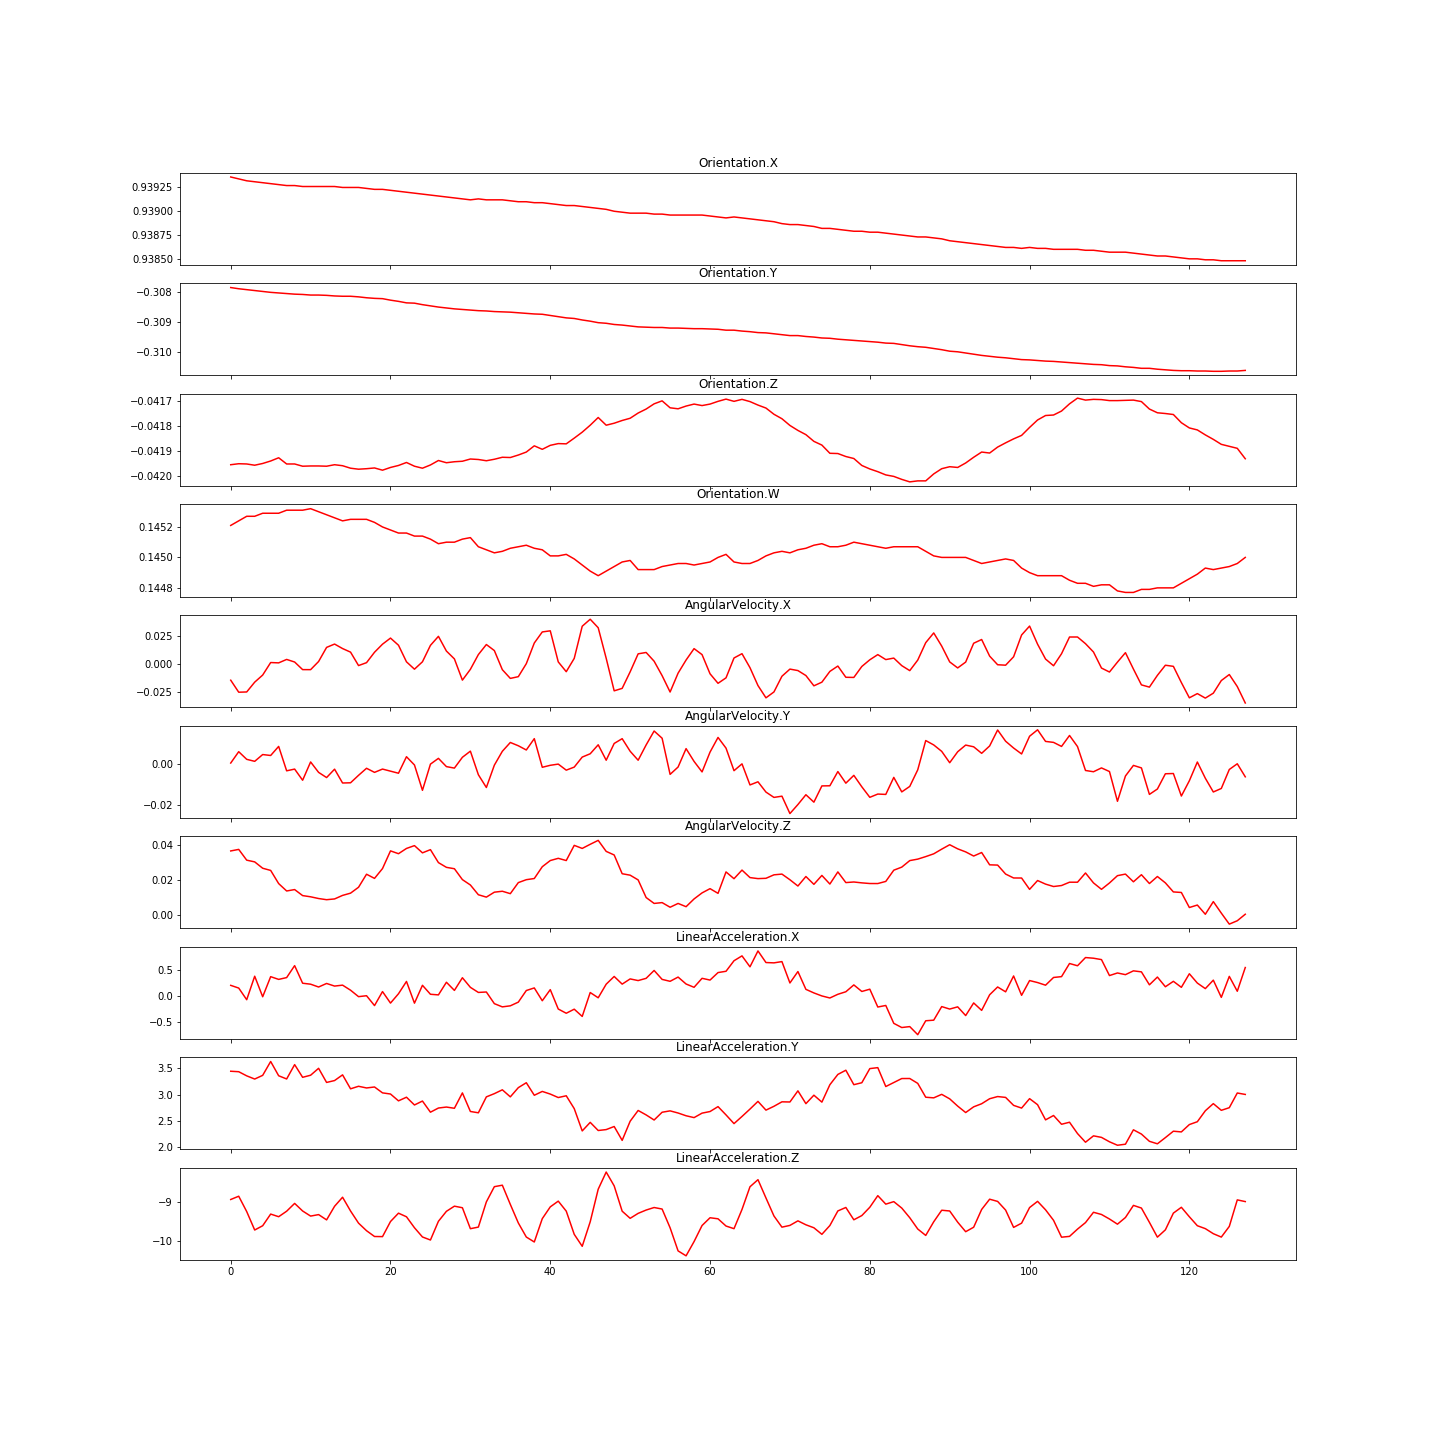 Orientation.X
0.93925
0.93900
0.93875
0.93850
Orientation.Y
−0.308
−0.309
−0.310
Orientation.Z
−0.0417
−0.0418
−0.0419
−0.0420
Orientation.W
0.1452
0.1450
0.1448
AngularVelocity.X
0.025
0.000
−0.025
AngularVelocity.Y
0.00
−0.02
AngularVelocity.Z
0.04
0.02
0.00
LinearAcceleration.X
0.5
0.0
−0.5
LinearAcceleration.Y
3.5
3.0
2.5
2.0
LinearAcceleration.Z
−9
−10
0 20 40 60 80 100 120